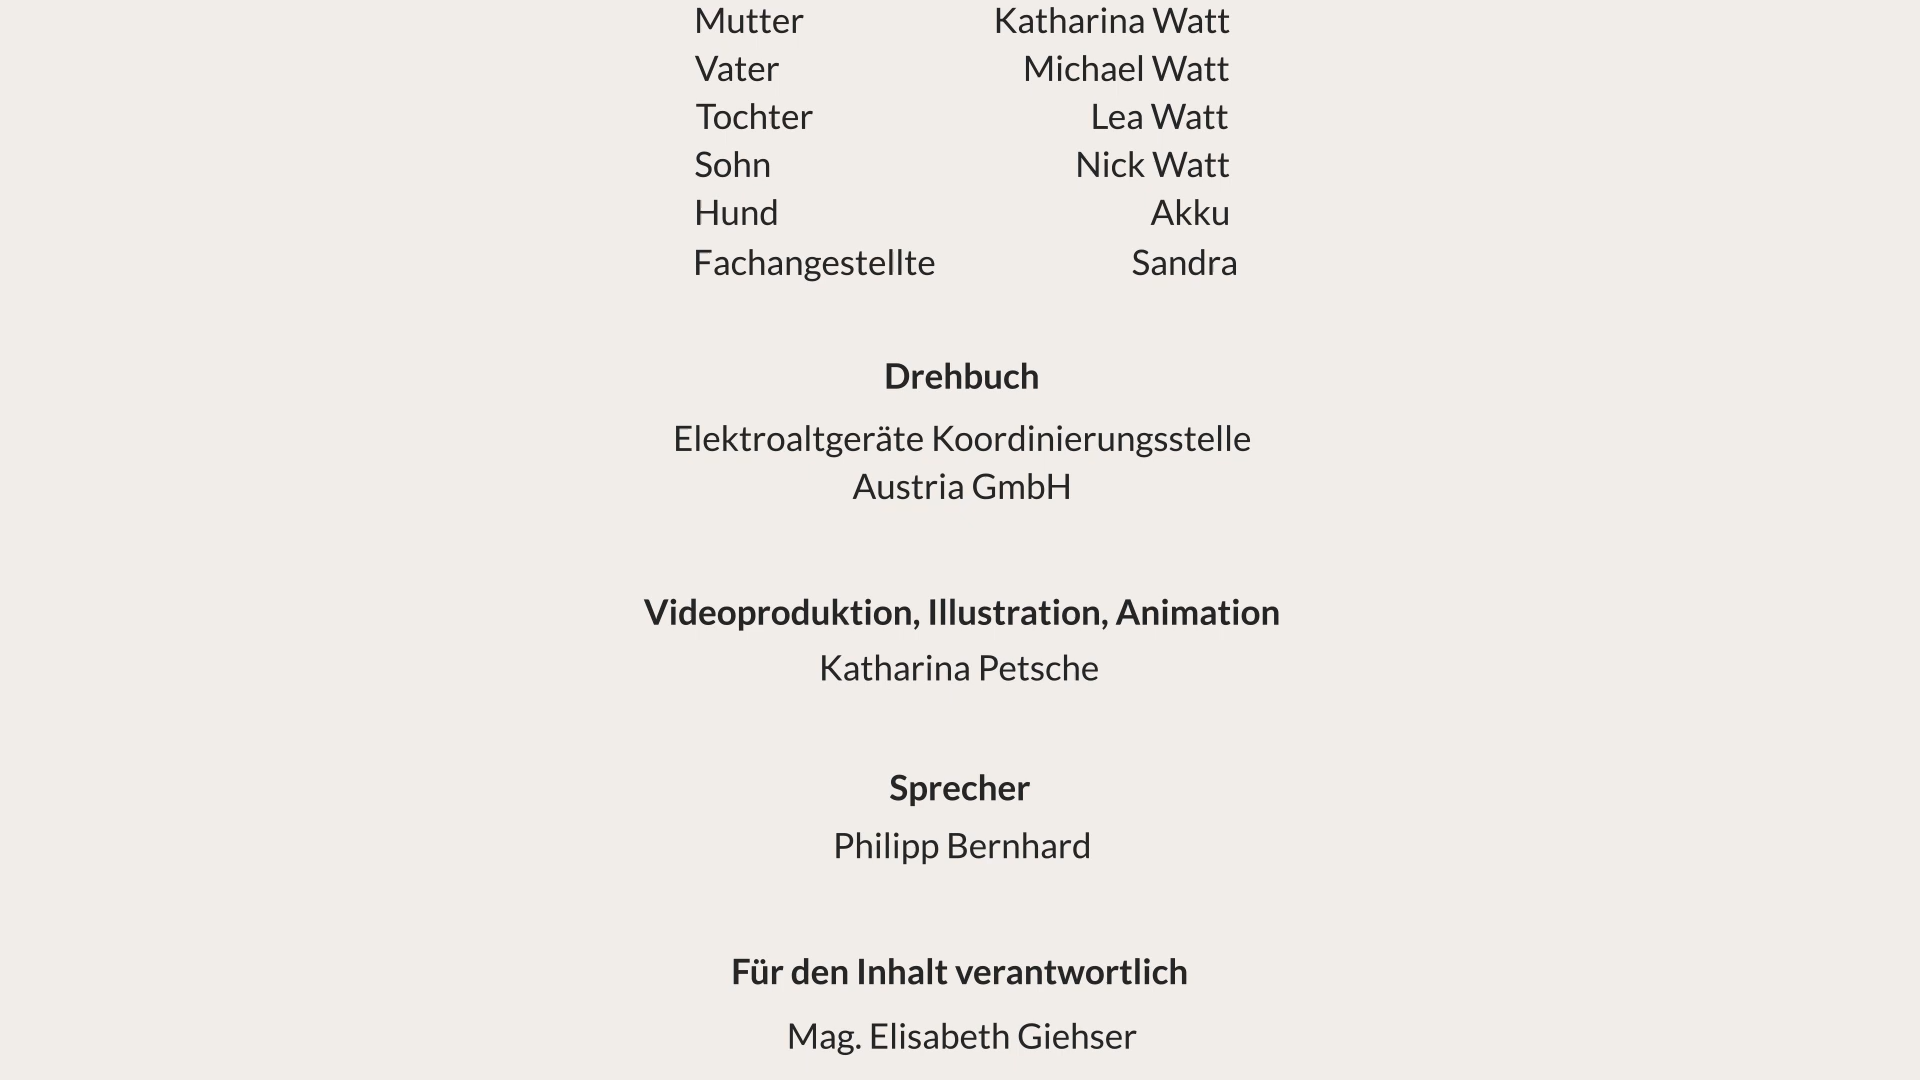 Mutter Katharina Watt
Vater Michael Watt
Tochter Lea Watt
Sohn Nick Watt
Hund Akku
Fachangestellte Sandra
Drehbuch
Elektroaltgeräte Koordinierungsstelle
Austria GmbH
Videoproduktion, Illustration, Animation
Katharina Petsche
Sprecher
Philipp Bernhard
Für den Inhalt verantwortlich
Mag. Elisabeth Giehser